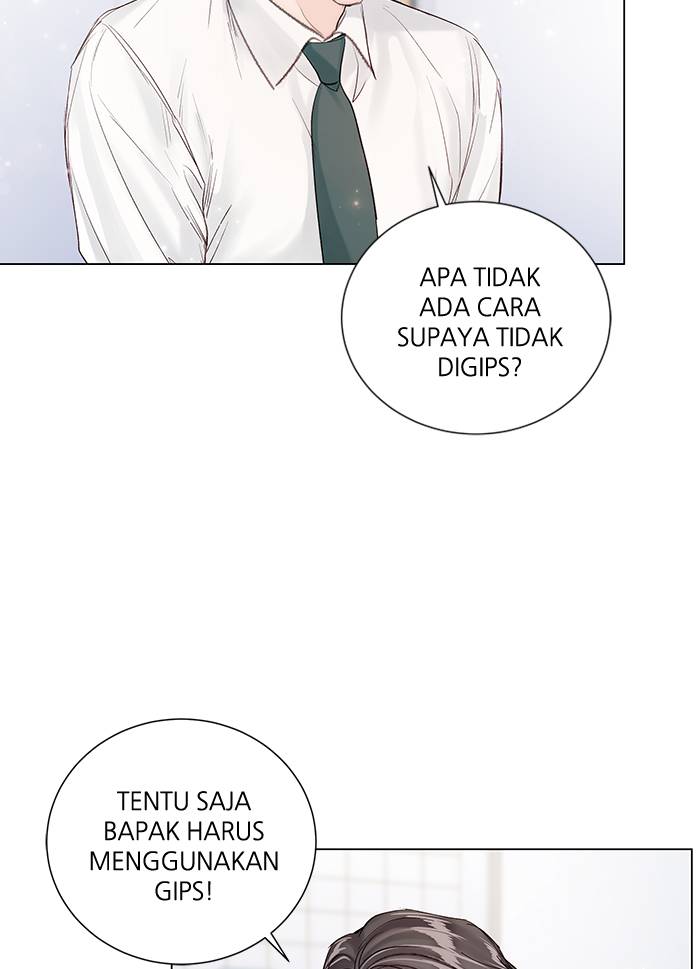 APA TIDAK
ADA CARA
SUPAYA TIDAK
DIGIPS?
TENTU SAJA
BAPAK HARUS
MENGGUNAKAN
GIPS!